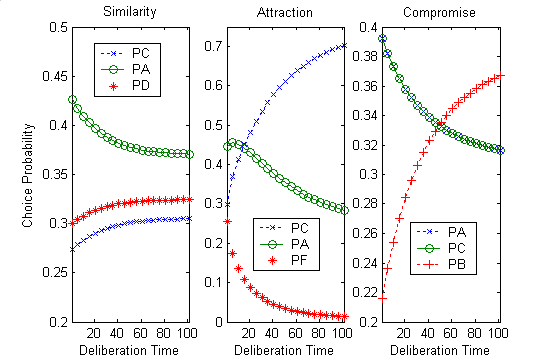 Similarity
Attraction
Compromise
Choice Probability
0.5
0.45
0.4
0.35
0.3
0.25
0.2
PC
PA
PD
20 40 60 80 100
Deliberation Time
0.7
0.6
0.5
0.4
0.3
0.2
0.1
0
PC
PA
PF
20 40 60 80 100
Deliberation Time
0.4
0.38
0.36
0.34
0.32
0.3
0.28
0.26
0.24
0.22
0.2
PA
PC
PB
20 40 60 80 100
Deliberation Time